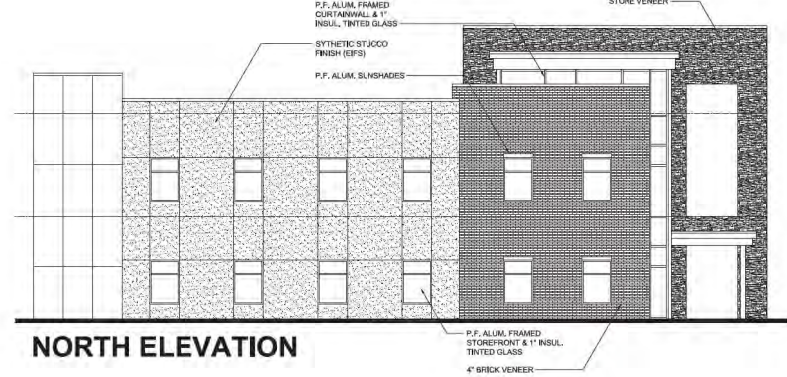 P.F. ALUM. FRAMED
CURTAINWALL & 1"
INSUL. TINTED GLASS
STONE VENEER
SYTHETIC STUCCO
FINISH (EIFS)
P.F. ALUM. SUNSHADES
P.F. ALUM. FRAMED
STOREFRONT & 1" INSUL.
TINTED GLASS
4" BRICK VENEER
NORTH ELEVATION